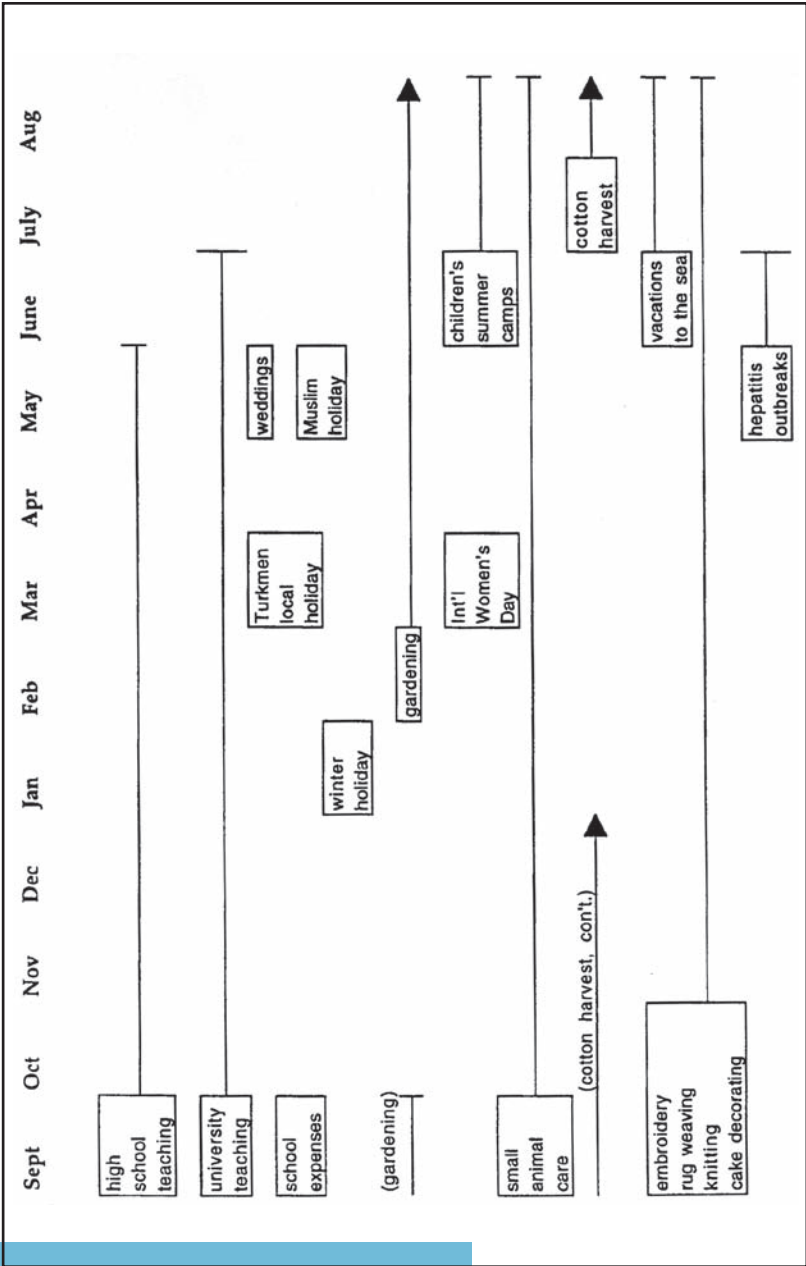 Sept Oct Nov Dec Jan Feb Mar Apr May June July Aug
high
school
teaching
university
teaching
school
expenses
Turkmen
local
holiday
weddings
Muslim
holiday
winter
holiday
(gardening)
gardening
Int'l
Women's
Day
children's
summer
camps
small
animal
care
(cotton harvest, con't.)
cotton
harvest
embroidery
rug weaving
knitting
cake decorating
vacations
to the sea
hepatitis
outbreaks